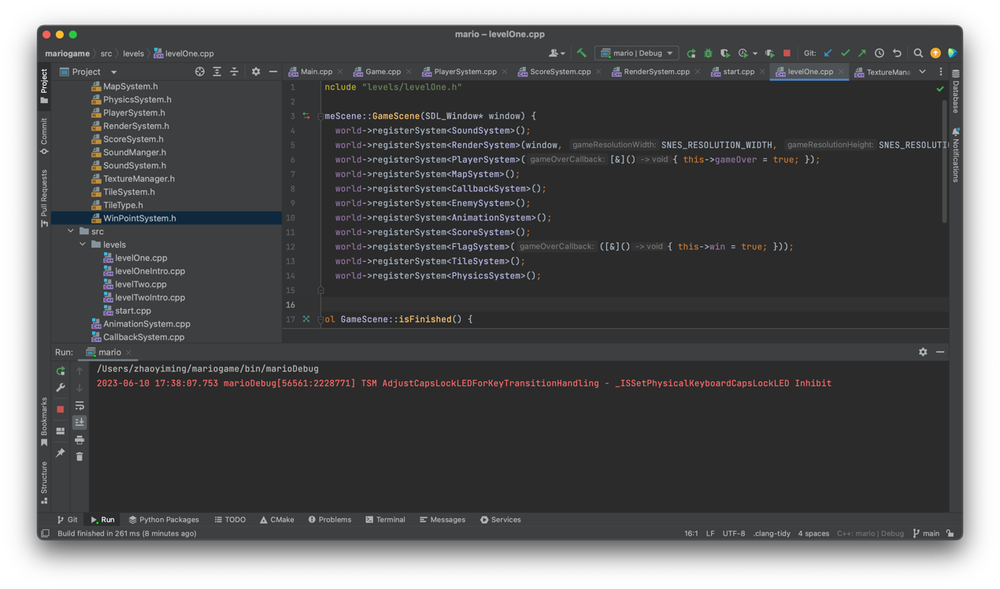 mario – levelOne.cpp
mariogame src levels levelOne.cpp
mario | Debug
Git:
Project
Main.cpp
Game.cpp
PlayerSystem.cpp
ScoreSystem.cpp
RenderSystem.cpp
start.cpp
levelOne.cpp
TextureMana
Project
Commit
Pull Requests
Bookmarks
Structure
MapSystem.h
PhysicsSystem.h
PlayerSystem.h
RenderSystem.h
ScoreSystem.h
SoundManger.h
SoundSystem.h
TextureManager.h
TileSystem.h
TileType.h
WinPointSystem.h
src
levels
levelOne.cpp
levelOneIntro.cpp
levelTwo.cpp
levelTwoIntro.cpp
start.cpp
AnimationSystem.cpp
CallbackSystem.cpp
1 nclude "levels/levelOne.h"
2
3 meScene::GameScene(SDL_Window* window) {
4 world->registerSystem<SoundSystem>();
5 world->registerSystem<RenderSystem>(window, gameResolutionWidth: SNES_RESOLUTION_WIDTH, gameResolutionHeight: SNES_RESOLUTI
6 world->registerSystem<PlayerSystem>( gameOverCallback: [&]() -> void { this->gameOver = true; });
7 world->registerSystem<MapSystem>();
8 world->registerSystem<CallbackSystem>();
9 world->registerSystem<EnemySystem>();
10 world->registerSystem<AnimationSystem>();
11 world->registerSystem<ScoreSystem>();
12 world->registerSystem<FlagSystem>( gameOverCallback: ([&]() -> void { this->win = true; }));
13 world->registerSystem<TileSystem>();
14 world->registerSystem<PhysicsSystem>();
15
16
17 ol GameScene::isFinished() {
Database
Notifications
Run: mario
/Users/zhaoyiming/mariogame/bin/marioDebug
2023-06-10 17:38:07.753 marioDebug[56561:2228771] TSM AdjustCapsLockLEDForKeyTransitionHandling - _ISSetPhysicalKeyboardCapsLockLED Inhibit
Git Run Python Packages TODO CMake Problems Terminal Messages Services
Build finished in 261 ms (8 minutes ago)
16:1 LF UTF-8 .clang-tidy 4 spaces C++: mario | Debug main